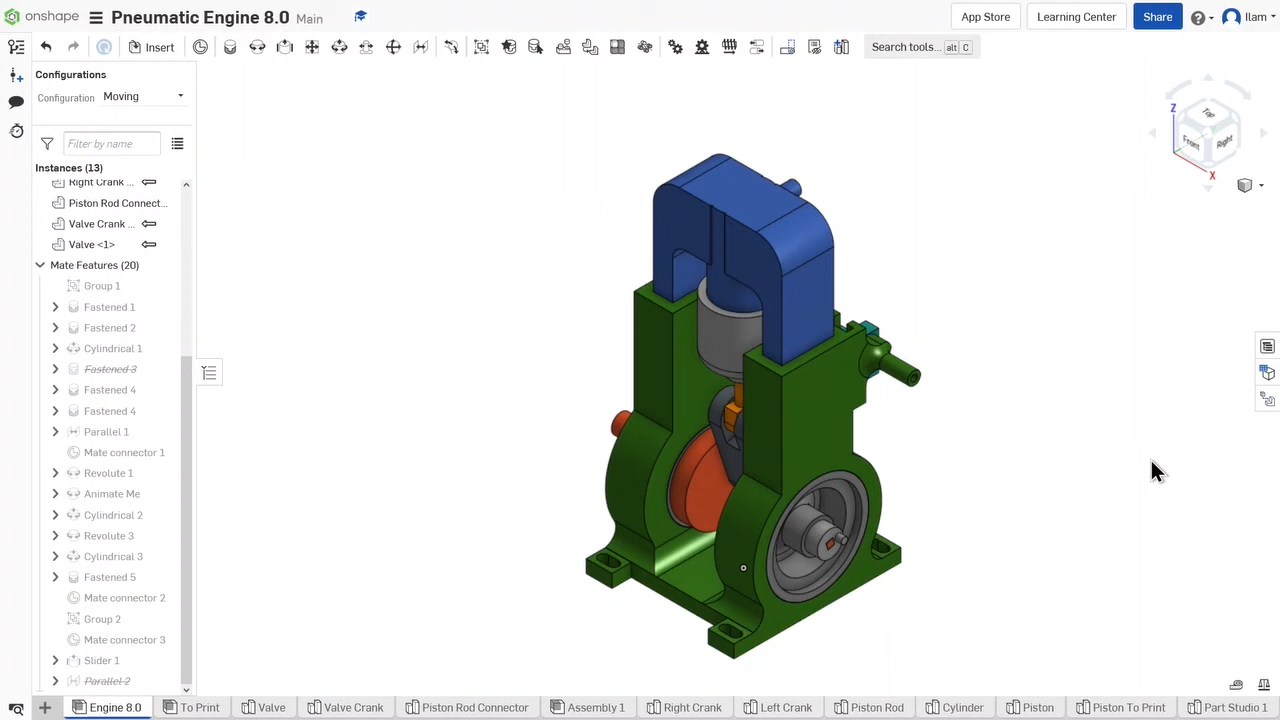 onshape Pneumatic Engine 8.0 Main App Store Learning Center Share Ilam
Insert Search tools... alt C
Configurations
Configuration Moving
Filter by name
Instances (13)
Right Crank ...
Piston Rod Connect...
Valve Crank ...
Valve <1>
Mate Features (20)
Group 1
Fastened 1
Fastened 2
Cylindrical 1
Fastened 3
Fastened 4
Fastened 4
Parallel 1
Mate connector 1
Revolute 1
Animate Me
Cylindrical 2
Revolute 3
Cylindrical 3
Fastened 5
Mate connector 2
Group 2
Mate connector 3
Slider 1
Parallel 2
Z
Top
Front
Right
X
Engine 8.0 To Print Valve Valve Crank Piston Rod Connector Assembly 1 Right Crank Left Crank Piston Rod Cylinder Piston Piston To Print Part Studio 1